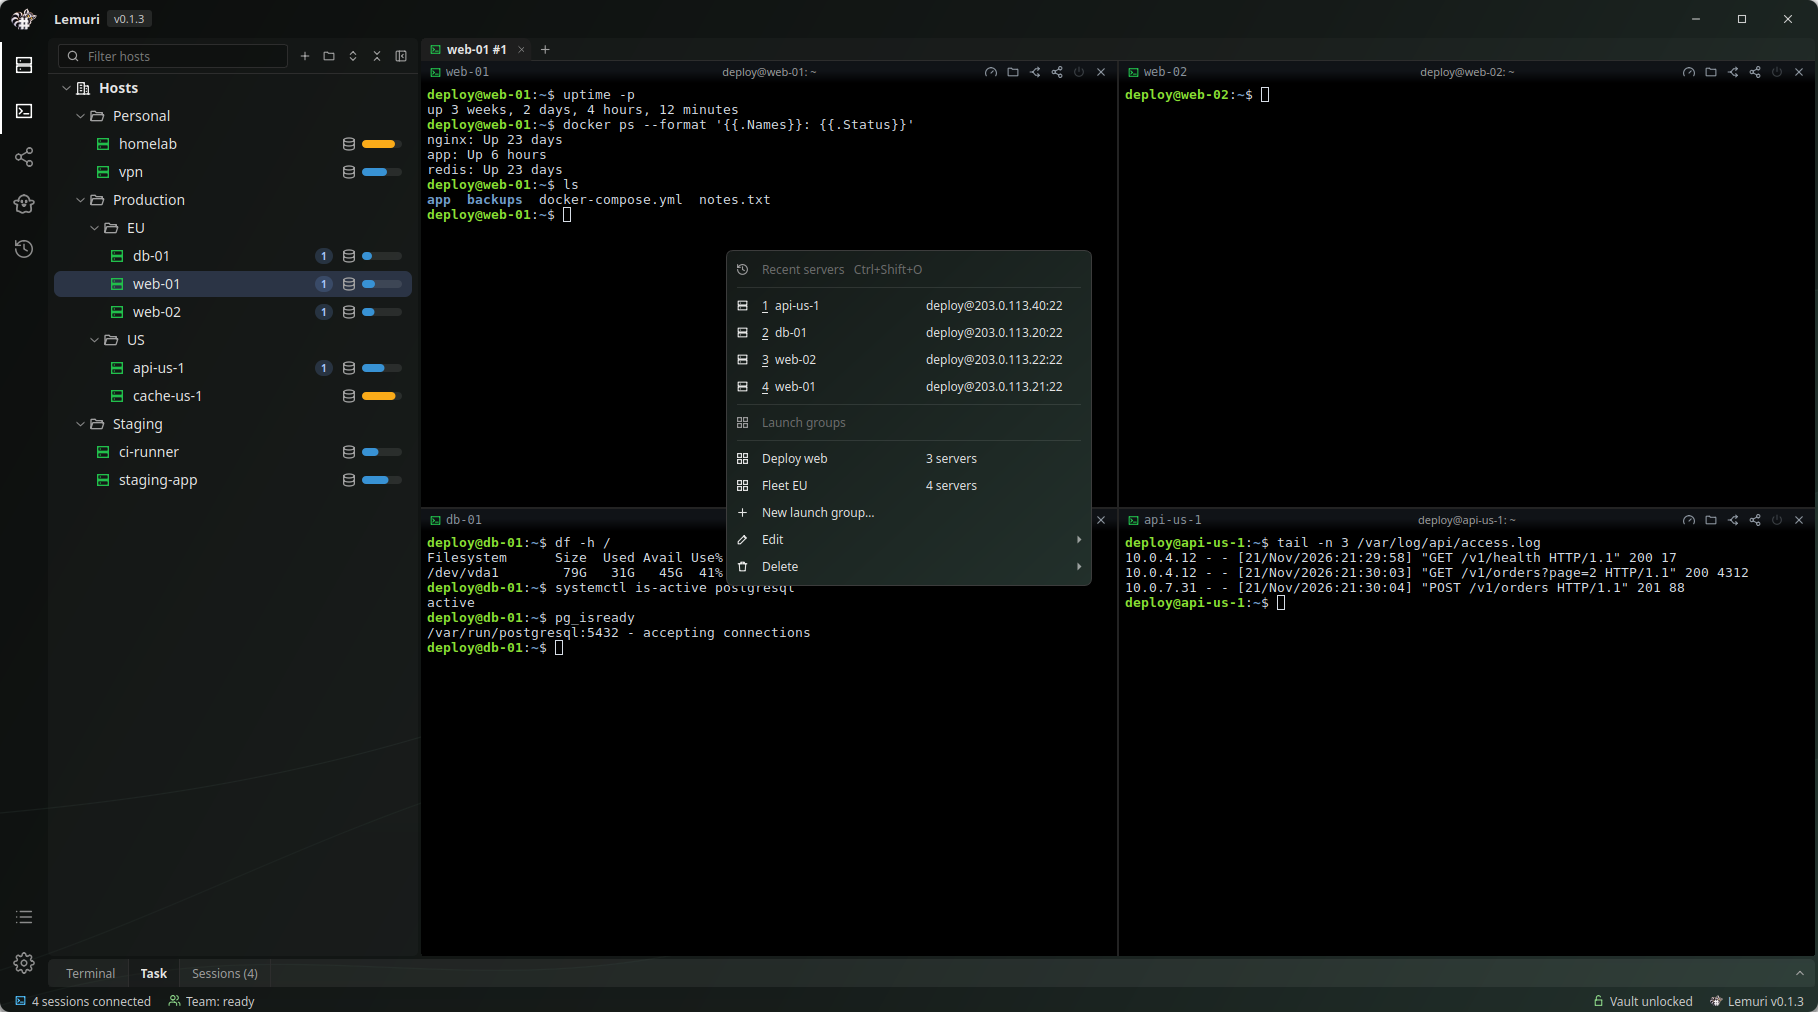 Lemuri v0.1.3
Filter hosts
Hosts
Personal
homelab
vpn
Production
EU
db-01 1
web-01 1
web-02 1
US
api-us-1 1
cache-us-1
Staging
ci-runner
staging-app
web-01 #1
web-01 deploy@web-01: ~
deploy@web-01:~$ uptime -p
up 3 weeks, 2 days, 4 hours, 12 minutes
deploy@web-01:~$ docker ps --format '{{.Names}}: {{.Status}}'
nginx: Up 23 days
app: Up 6 hours
redis: Up 23 days
deploy@web-01:~$ ls
app backups docker-compose.yml notes.txt
deploy@web-01:~$
web-02 deploy@web-02: ~
deploy@web-02:~$
Recent servers Ctrl+Shift+O
1 api-us-1 deploy@203.0.113.40:22
2 db-01 deploy@203.0.113.20:22
3 web-02 deploy@203.0.113.22:22
4 web-01 deploy@203.0.113.21:22
Launch groups
Deploy web 3 servers
Fleet EU 4 servers
New launch group...
Edit
Delete
db-01
deploy@db-01:~$ df -h /
Filesystem Size Used Avail Use%
/dev/vda1 79G 31G 45G 41%
deploy@db-01:~$ systemctl is-active postgresql
active
deploy@db-01:~$ pg_isready
/var/run/postgresql:5432 - accepting connections
deploy@db-01:~$
api-us-1 deploy@api-us-1: ~
deploy@api-us-1:~$ tail -n 3 /var/log/api/access.log
10.0.4.12 - - [21/Nov/2026:21:29:58] "GET /v1/health HTTP/1.1" 200 17
10.0.4.12 - - [21/Nov/2026:21:30:03] "GET /v1/orders?page=2 HTTP/1.1" 200 4312
10.0.7.31 - - [21/Nov/2026:21:30:04] "POST /v1/orders HTTP/1.1" 201 88
deploy@api-us-1:~$
Terminal Task Sessions (4)
4 sessions connected Team: ready Vault unlocked Lemuri v0.1.3